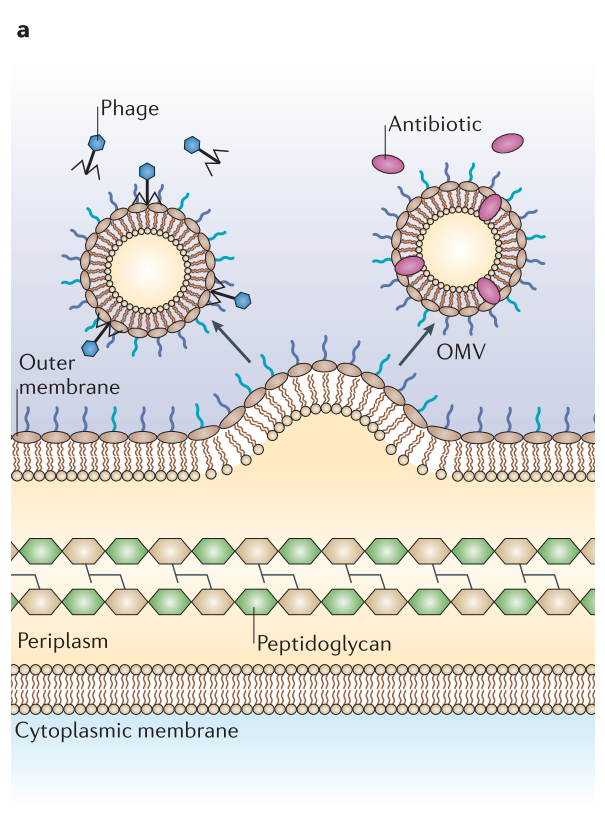 a
Phage
Antibiotic
OMV
Outer
membrane
Periplasm
Peptidoglycan
Cytoplasmic membrane